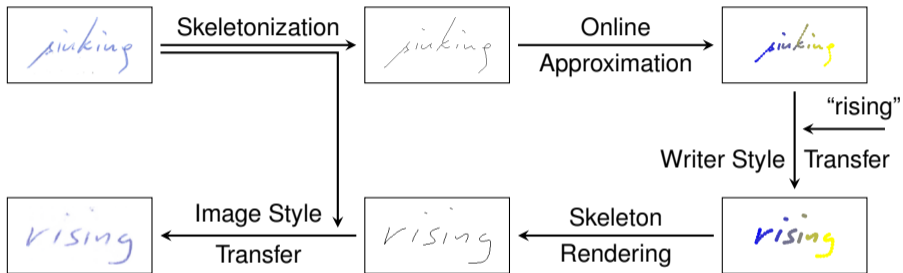 sinking
Skeletonization
sinking
Online
Approximation
sinking
"rising"
Writer Style
Transfer
rising
Image Style
Transfer
rising
Skeleton
Rendering
rising